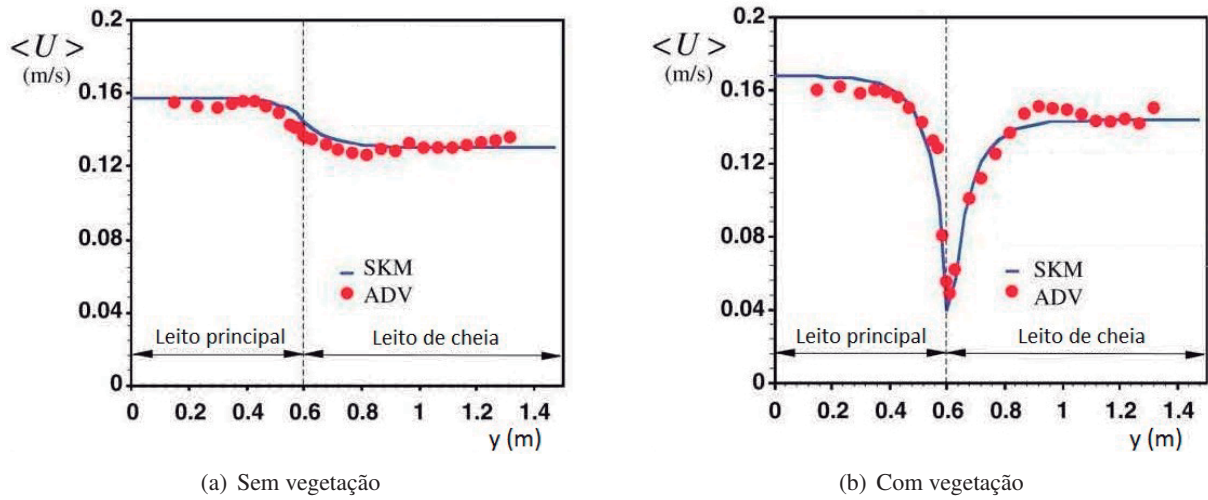 0.2
<U>
(m/s)
0.16
0.12
0.08
0.04
0
SKM
ADV
Leito principal
Leito de cheia
0 0.2 0.4 0.6 0.8 1 1.2 1.4
y (m)
(a) Sem vegetação
0.2
<U>
(m/s)
0.16
0.12
0.08
0.04
0
SKM
ADV
Leito principal
Leito de cheia
0 0.2 0.4 0.6 0.8 1 1.2 1.4
y (m)
(b) Com vegetação